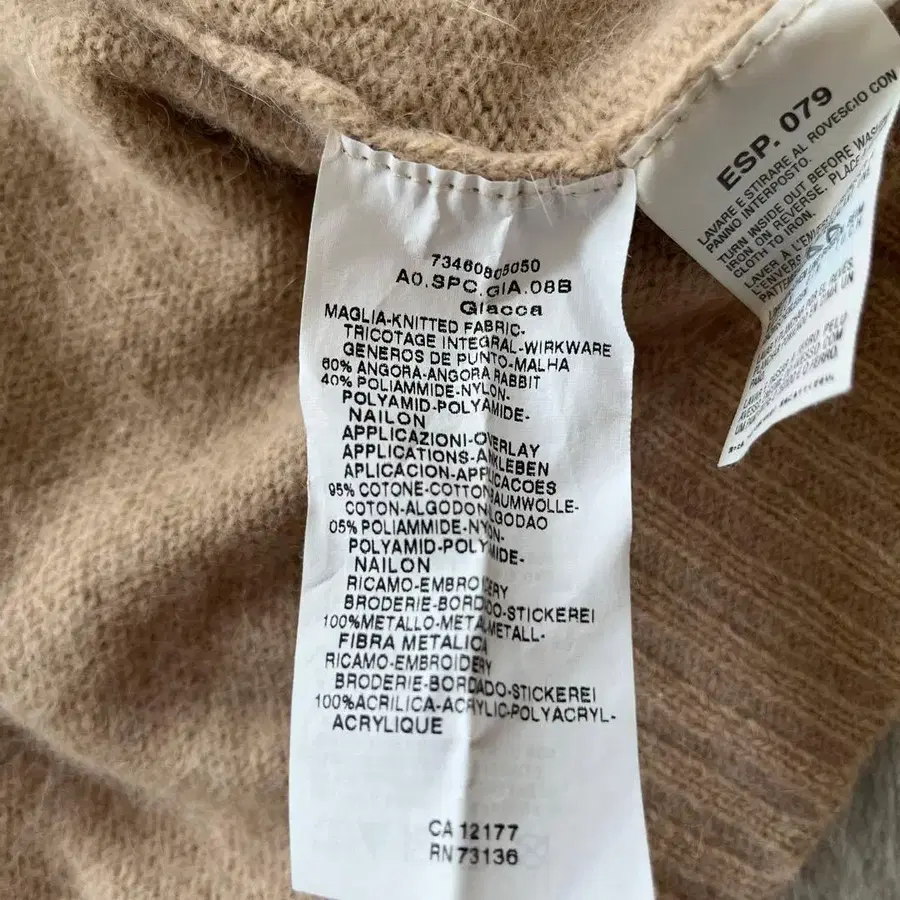 73460808050
A0.SPC.GIA.08B
Giacca
MAGLIA-KNITTED FABRIC-
TRICOTAGE INTEGRAL-WIRKWARE
GENEROS DE PUNTO-MALHA
60% ANGORA-ANGORA RABBIT
40% POLIAMMIDE-NYLON-
POLYAMID-POLYAMIDE-
NAILON
APPLICAZIONI-OVERLAY
APPLICATIONS-ANKLEBEN
APLICACION-APPLICACOES
95% COTONE-COTTON-BAUMWOLLE-
COTON-ALGODON-ALGODAO
05% POLIAMMIDE-NYLON-
POLYAMID-POLYAMIDE-
NAILON
RICAMO-EMBROIDERY
BRODERIE-BORDADO-STICKEREI
100%METALLO-METAL-METALL-
FIBRA METALICA
RICAMO-EMBROIDERY
BRODERIE-BORDADO-STICKEREI
100%ACRILICA-ACRYLIC-POLYACRYL-
ACRYLIQUE
CA 12177
RN 73136
ESP. 079
LAVARE E STIRARE AL ROVESCIO CON
PANNO INTERPOSTO.
TURN INSIDE OUT BEFORE
IRON ON REVERSE. PLACE
CLOTH TO IRON.
LAVER À
L'ENVERS